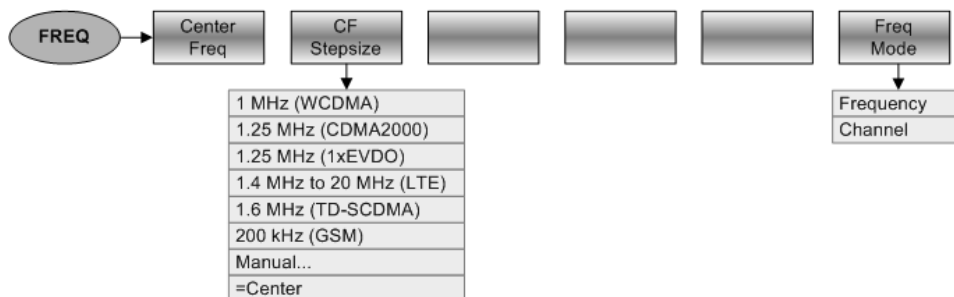 FREQ
Center
Freq
CF
Stepsize
Freq
Mode
1 MHz (WCDMA)
1.25 MHz (CDMA2000)
1.25 MHz (1xEVDO)
1.4 MHz to 20 MHz (LTE)
1.6 MHz (TD-SCDMA)
200 kHz (GSM)
Manual...
=Center
Frequency
Channel